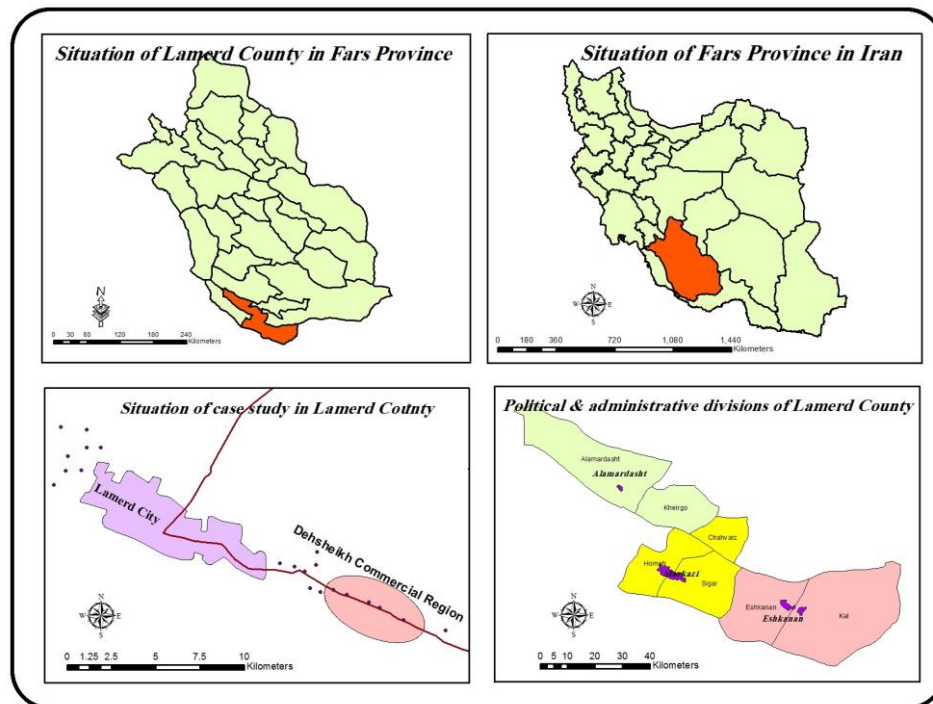 Situation of Lamerd County in Fars Province
N
0 30 60 120 180 240
Kilometers
Situation of Fars Province in Iran
N
W E
S
0 180 360 720 1,080 1,440
Kilometers
Situation of case study in Lamerd County
Lamerd City
Dehsheikh Commercial Region
N
W E
S
0 1.25 2.5 5 7.5 10
Kilometers
Political & administrative divisions of Lamerd County
Alamardasht
Alamardasht
Kheirgo
Chahvarz
Sigar
Eshkanan
Eshkanan
Kal
N
W E
S
0 5 10 20 30 40
Kilometers